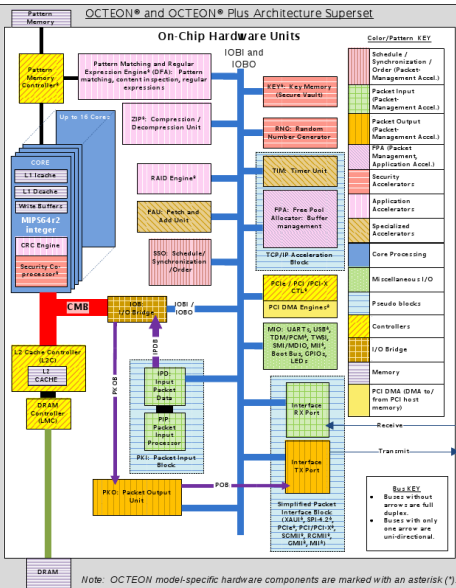 Pattern
Memory
OCTEON® and OCTEON® Plus Architecture Superset
On-Chip Hardware Units
IOBI and
IOBO
Pattern
Memory
Controller*
Pattern Matching and Regular
Expression Engine* (DFA): Pattern
matching, content inspection, regular
expressions
ZIP*: Compression /
Decompression Unit
Up to 16 Cores
CORE
L1 Icache
L1 Dcache
Write Buffers
MIPS64r2
integer
CRC Engine
Security Co-
processor*
RAID Engine*
FAU: Fetch and
Add Unit
SSO: Schedule/
Synchronization
/Order
KEY*: Key Memory
(Secure Vault)
RNG: Random
Number Generator
TIM: Timer Unit
FPA: Free Pool
Allocator: Buffer
management
TCP/IP Acceleration
Block
CMB
IOB:
I/O Bridge
IOBI /
IOBO
PCIe / PCI /PCI-X
CTL*
PCI DMA Engines*
MIO: UARTs, USB*,
TDM/PCM*, TWSI,
SMI/MDIO, MII*,
Boot Bus, GPIOs,
LEDs
L2 Cache Controller
(L2C)
L2
CACHE
DRAM
Controller
(LMC)
PKOB
IPDB
IPD:
Input
Packet
Data
PIP:
Packet
Input
Processor
PKI: Packet Input
Block
Interface
RX Port
Interface
TX Port
PKO: Packet Output
Unit
POB
Simplified Packet
Interface Block
(XAUI*, SPI-4.2*,
PCIe*, PCI/PCI-X*,
SGMII*, RGMII*,
GMII*, MII*)
Receive
Transmit
DRAM
Color/Pattern KEY
Schedule /
Synchronization /
Order (Packet-
Management Accel.)
Packet Input
(Packet-
Management Accel.)
Packet Output
(Packet-
Management Accel.)
FPA (Packet
Management,
Application Accel.)
Security
Accelerators
Application
Accelerators
Specialized
Accelerators
Core Processing
Miscellaneous I/O
Pseudo blocks
Controllers
I/O Bridge
Memory
PCI DMA (DMA to/
from PCI host
memory)
Bus KEY
• Buses without
arrows are full
duplex.
• Buses with only
one arrow are
uni-directional.
Note: OCTEON model-specific hardware components are marked with an asterisk (*)